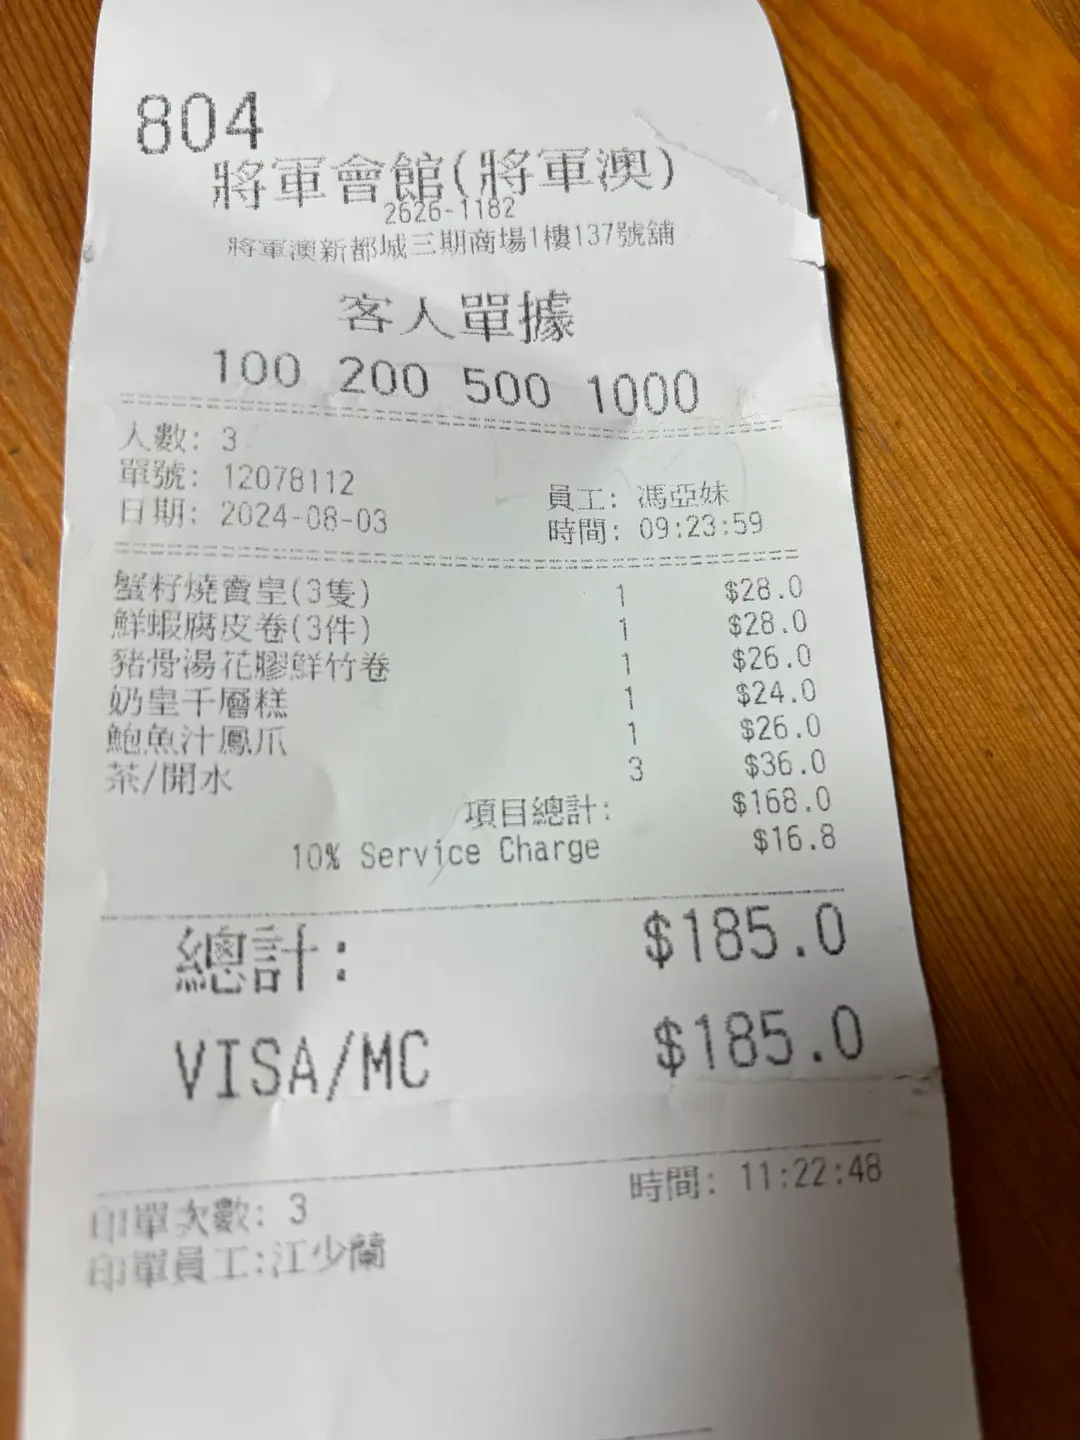 804
將軍會館(將軍澳)
2626-1182
將軍澳新都城三期商場1樓137號舖
客人單據
100 200 500 1000
人數: 3
單號: 12078112
員工: 馮亞妹
日期: 2024-08-03
時間: 09:23:59
蟹籽燒賣皇(3隻) 1 $28.0
鮮蝦腐皮卷(3件) 1 $28.0
豬骨湯花膠鮮竹卷 1 $26.0
奶皇千層糕 1 $24.0
鮑魚汁鳳爪 1 $26.0
茶/開水 3 $36.0
項目總計: $168.0
10% Service Charge $16.8
總計: $185.0
VISA/MC $185.0
印單次數: 3 時間: 11:22:48
印單員工:江少蘭